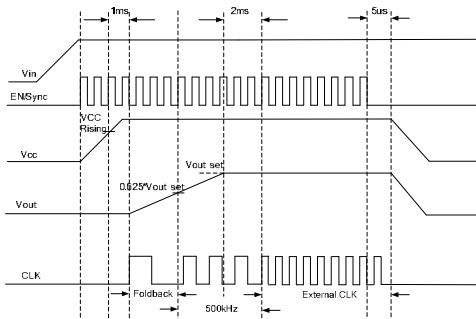 1ms
2ms
5us
Vin
EN/Sync
VCC
Rising
Vcc
Vout set
0.625*Vout set
Vout
CLK
Foldback
External CLK
500kHz